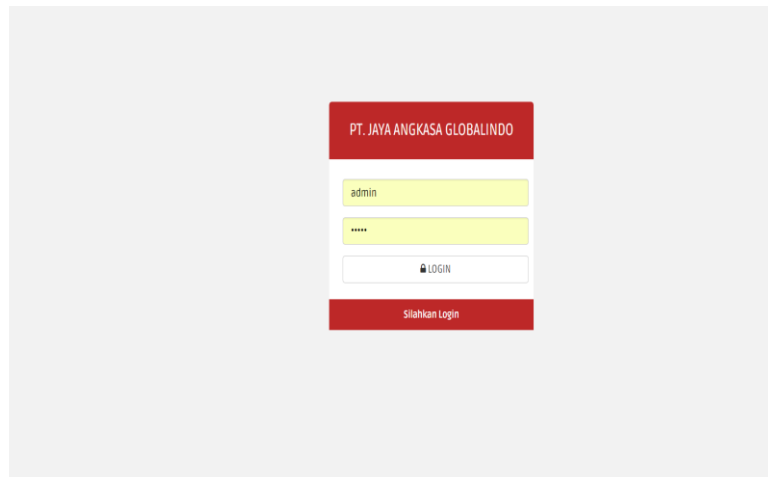 PT. JAYA ANGKASA GLOBALINDO
admin
•••••
LOGIN
Silahkan Login